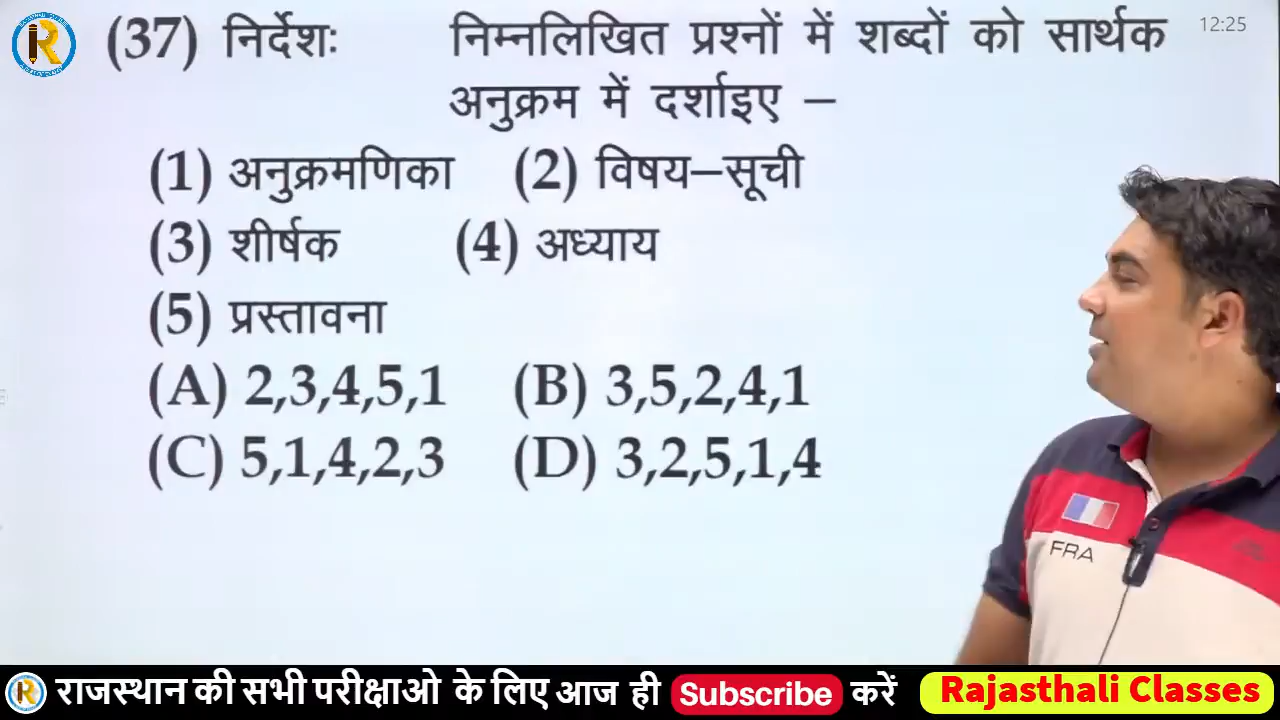 (37) निर्देशः निम्नलिखित प्रश्नों में शब्दों को सार्थक
12:25
अनुक्रम में दर्शाइए –
(1) अनुक्रमणिका (2) विषय–सूची
(3) शीर्षक (4) अध्याय
(5) प्रस्तावना
(A) 2,3,4,5,1 (B) 3,5,2,4,1
(C) 5,1,4,2,3 (D) 3,2,5,1,4
FRA
राजस्थान की सभी परीक्षाओ के लिए आज ही Subscribe करें Rajasthali Classes